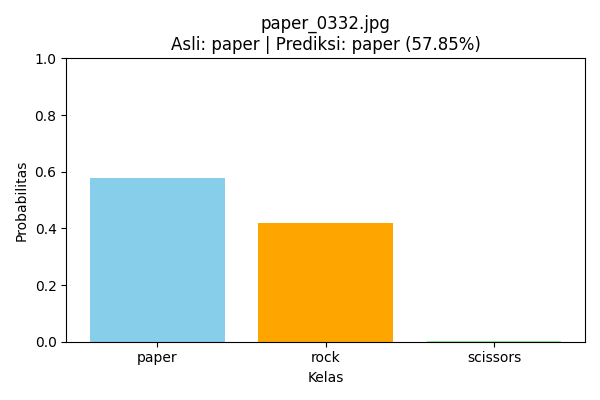 paper_0332.jpg
Asli: paper | Prediksi: paper (57.85%)
1.0
0.8
0.6
0.4
0.2
0.0
Probabilitas
paper
rock
scissors
Kelas